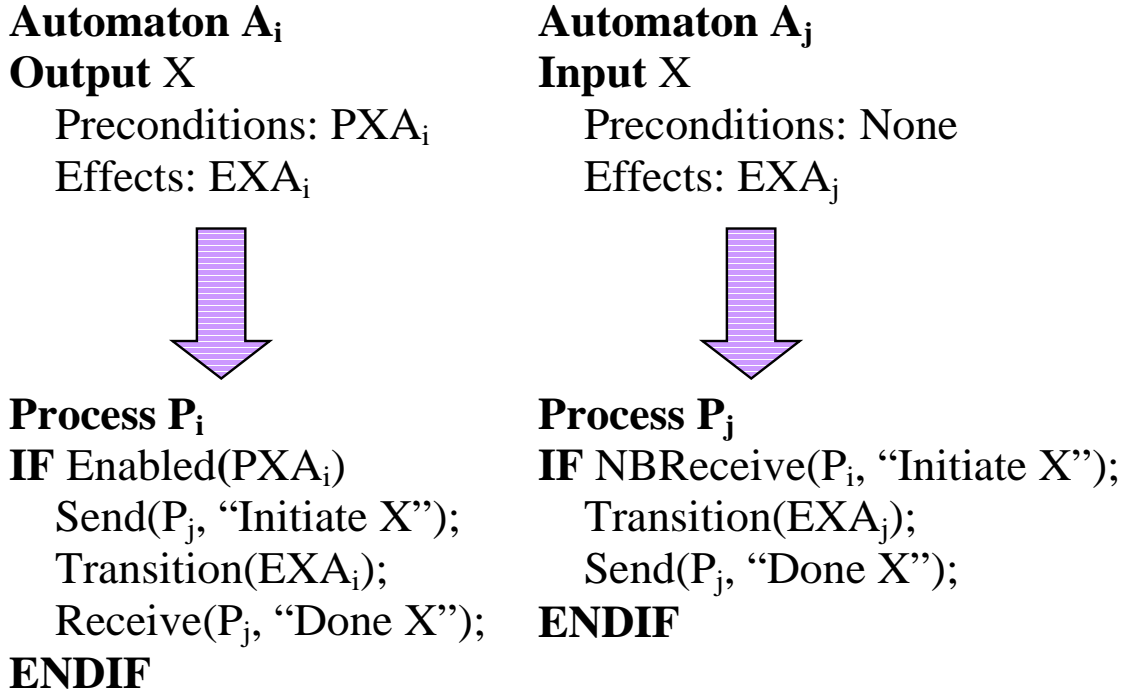 Automaton Aᵢ
Output X
Preconditions: PXAᵢ
Effects: EXAᵢ
Automaton Aⱼ
Input X
Preconditions: None
Effects: EXAⱼ
Process Pᵢ
IF Enabled(PXAᵢ)
Send(Pⱼ, “Initiate X”);
Transition(EXAᵢ);
Receive(Pⱼ, “Done X”);
ENDIF
Process Pⱼ
IF NBReceive(Pᵢ, “Initiate X”);
Transition(EXAⱼ);
Send(Pⱼ, “Done X”);
ENDIF